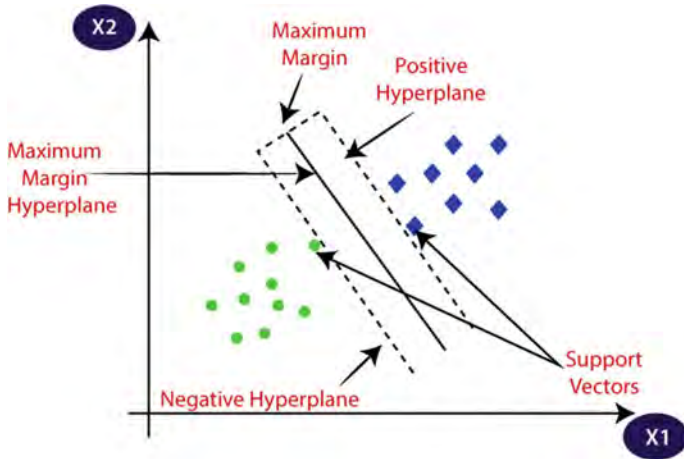 X2
Maximum
Margin
Positive
Hyperplane
Maximum
Margin
Hyperplane
Negative Hyperplane
Support
Vectors
X1